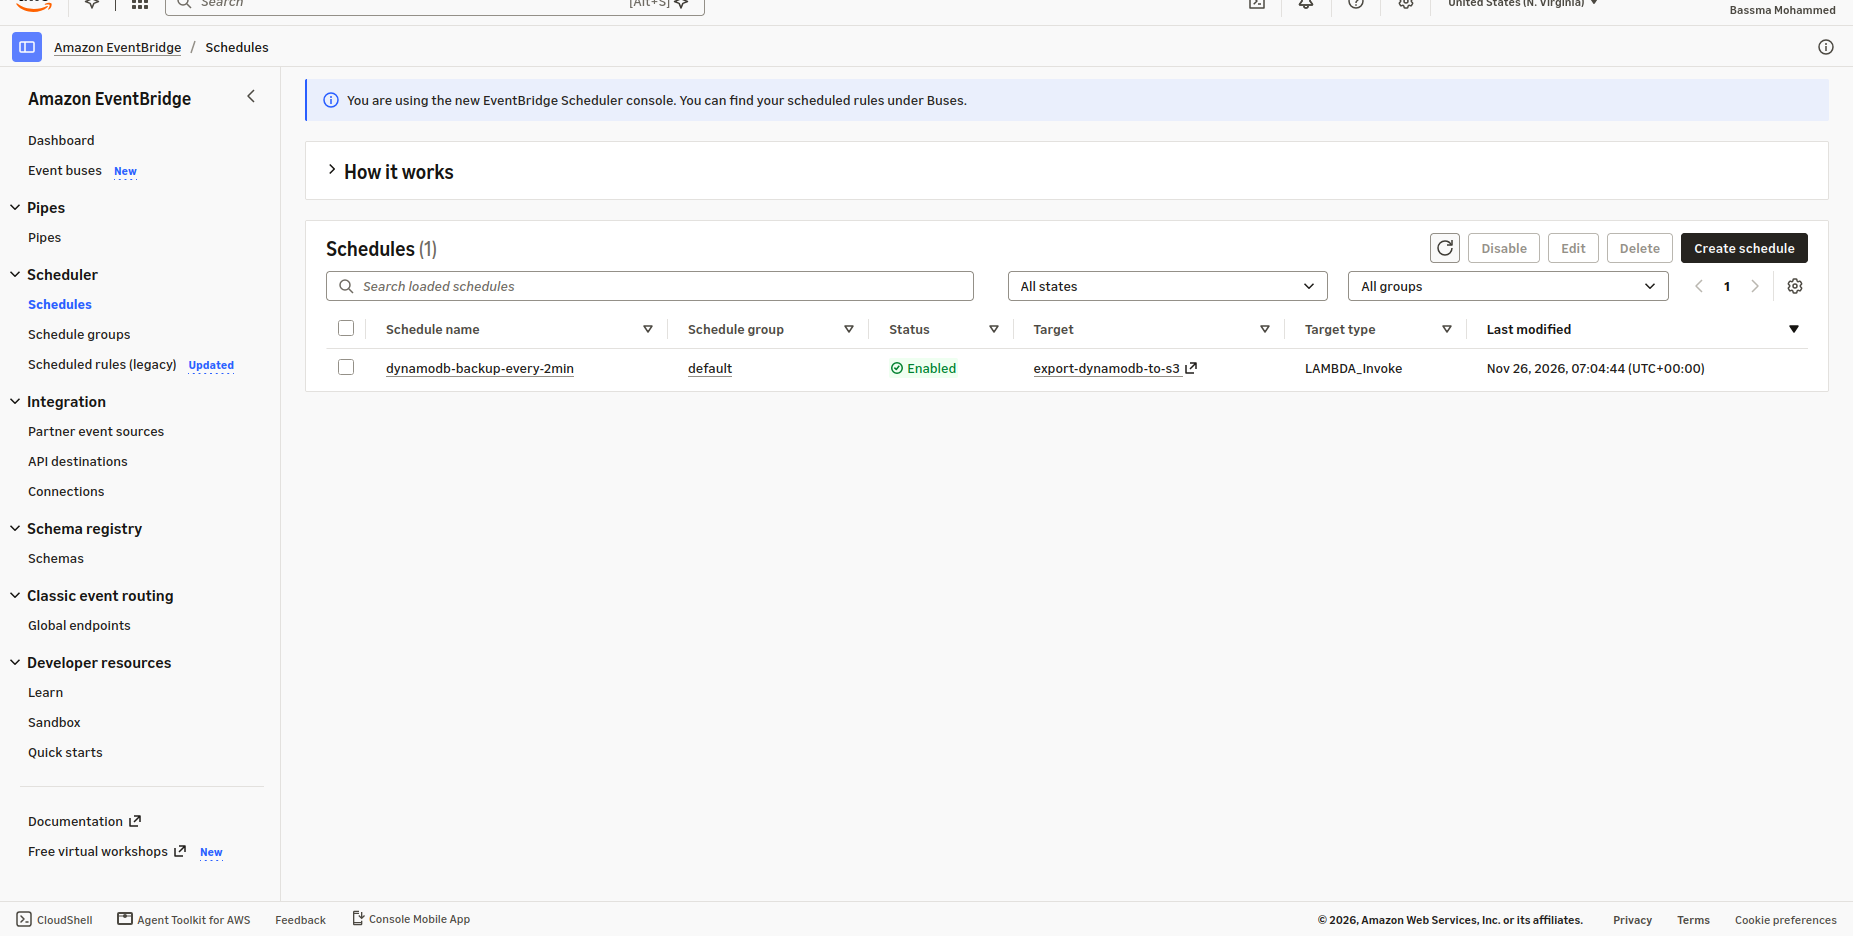 Search [Alt+S] United States (N. Virginia)
Bassma Mohammed
Amazon EventBridge / Schedules
Amazon EventBridge
Dashboard
Event buses New
Pipes
Pipes
Scheduler
Schedules
Schedule groups
Scheduled rules (legacy) Updated
Integration
Partner event sources
API destinations
Connections
Schema registry
Schemas
Classic event routing
Global endpoints
Developer resources
Learn
Sandbox
Quick starts
Documentation
Free virtual workshops New
You are using the new EventBridge Scheduler console. You can find your scheduled rules under Buses.
How it works
Schedules (1)
Disable Edit Delete Create schedule
Search loaded schedules All states All groups 1
Schedule name Schedule group Status Target Target type Last modified
dynamodb-backup-every-2min default Enabled export-dynamodb-to-s3 LAMBDA_Invoke Nov 26, 2026, 07:04:44 (UTC+00:00)
CloudShell Agent Toolkit for AWS Feedback Console Mobile App © 2026, Amazon Web Services, Inc. or its affiliates. Privacy Terms Cookie preferences